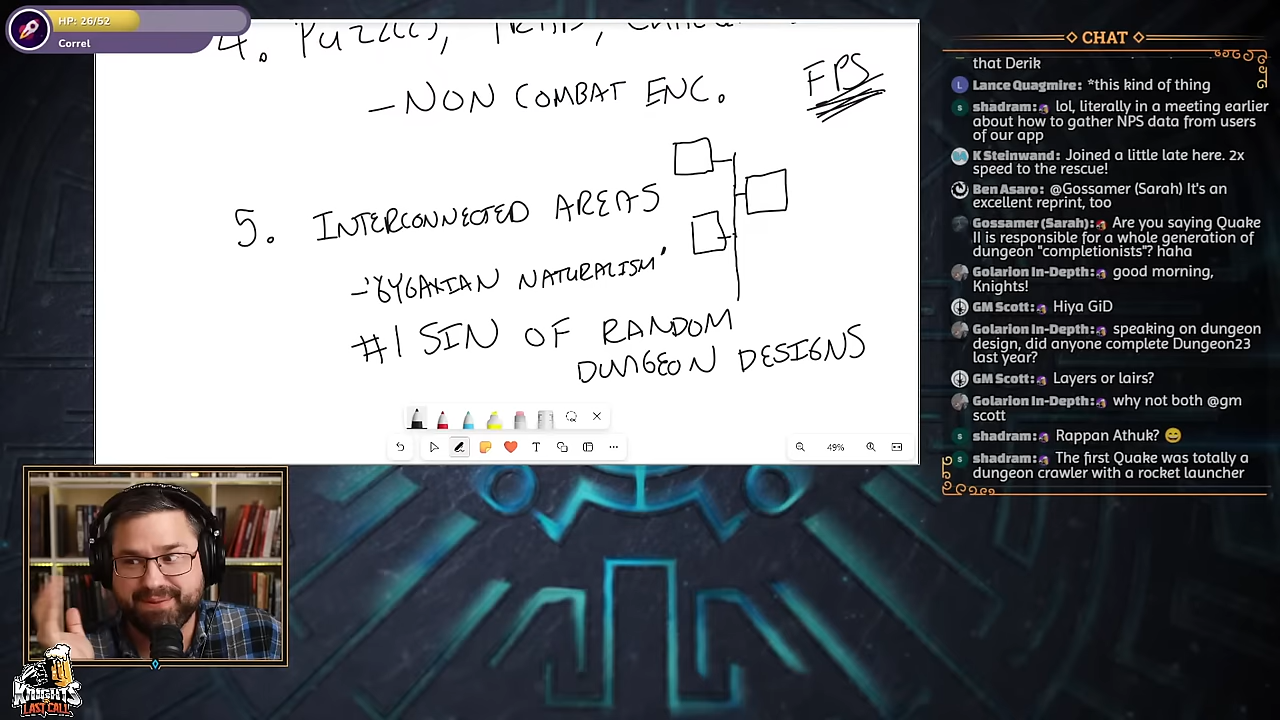 HP: 26/52
Correl
4. Puzzles,
- NON COMBAT ENC.
FPS
5. INTERCONNECTED AREAS
- 'GYGAXIAN NATURALISM'
#1 SIN OF RANDOM
DUNGEON DESIGNS
49%
KNIGHTS
LAST CALL
CHAT
that Derik
Lance Quagmire: *this kind of thing
shadram: lol, literally in a meeting earlier
about how to gather NPS data from users
of our app
K Steinwand: Joined a little late here. 2x
speed to the rescue!
Ben Asaro: @Gossamer (Sarah) It's an
excellent reprint, too
Gossamer (Sarah): Are you saying Quake
II is responsible for a whole generation of
dungeon "completionists"? haha
Golarion In-Depth: good morning,
Knights!
GM Scott: Hiya GiD
Golarion In-Depth: speaking on dungeon
design, did anyone complete Dungeon23
last year?
GM Scott: Layers or lairs?
Golarion In-Depth: why not both @gm
scott
shadram: Rappan Athuk? 😄
shadram: The first Quake was totally a
dungeon crawler with a rocket launcher